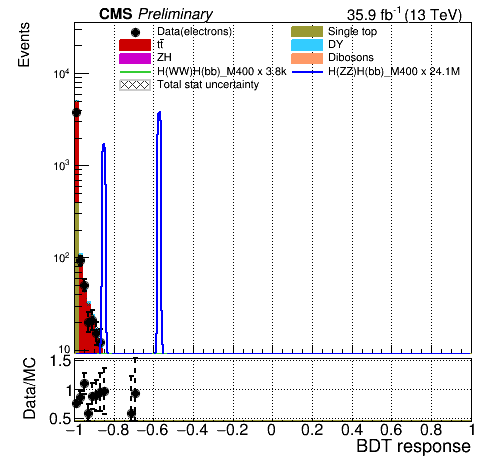 CMS Preliminary 35.9 fb⁻¹ (13 TeV)
Data(electrons) Single top
tt̅ DY
ZH Dibosons
H(WW)H(bb)_M400 x 3.8k H(ZZ)H(bb)_M400 x 24.1M
Total stat uncertainty
Events
10⁴
10³
10²
10
Data/MC
1.5
1
0.5
−1 −0.8 −0.6 −0.4 −0.2 0 0.2 0.4 0.6 0.8 1
BDT response